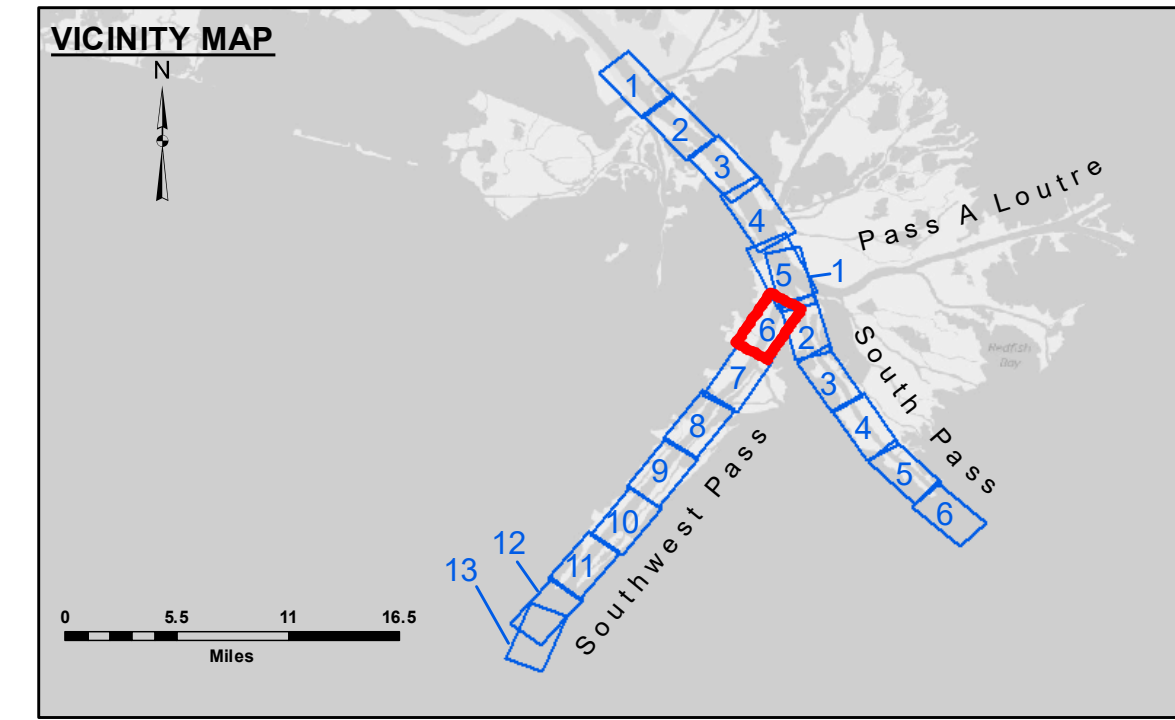 VICINITY MAP
N
1
2
3
4
5
1
6
2
7
3
8
4
9
5
10
6
11
12
13
Pass A Loutre
South Pass
Redfish
Bay
Southwest Pass
0 5.5 11 16.5
Miles